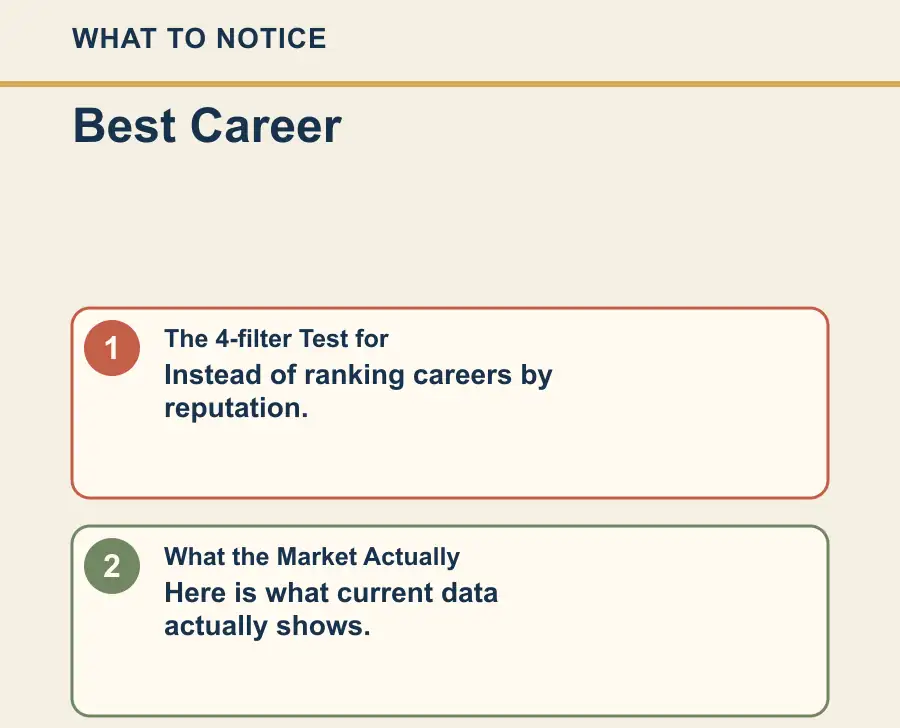 WHAT TO NOTICE
Best Career
1
The 4-filter Test for
Instead of ranking careers by
reputation.
2
What the Market Actually
Here is what current data
actually shows.